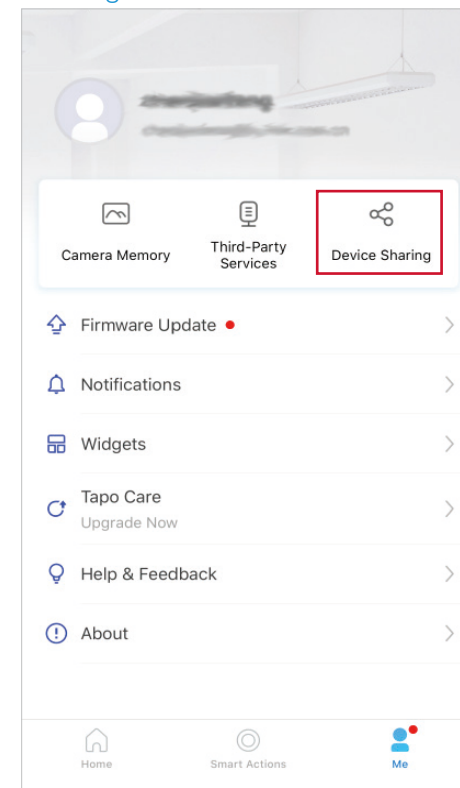 Camera Memory
Third-Party
Services
Device Sharing
Firmware Update
Notifications
Widgets
Tapo Care
Upgrade Now
Help & Feedback
About
Home
Smart Actions
Me